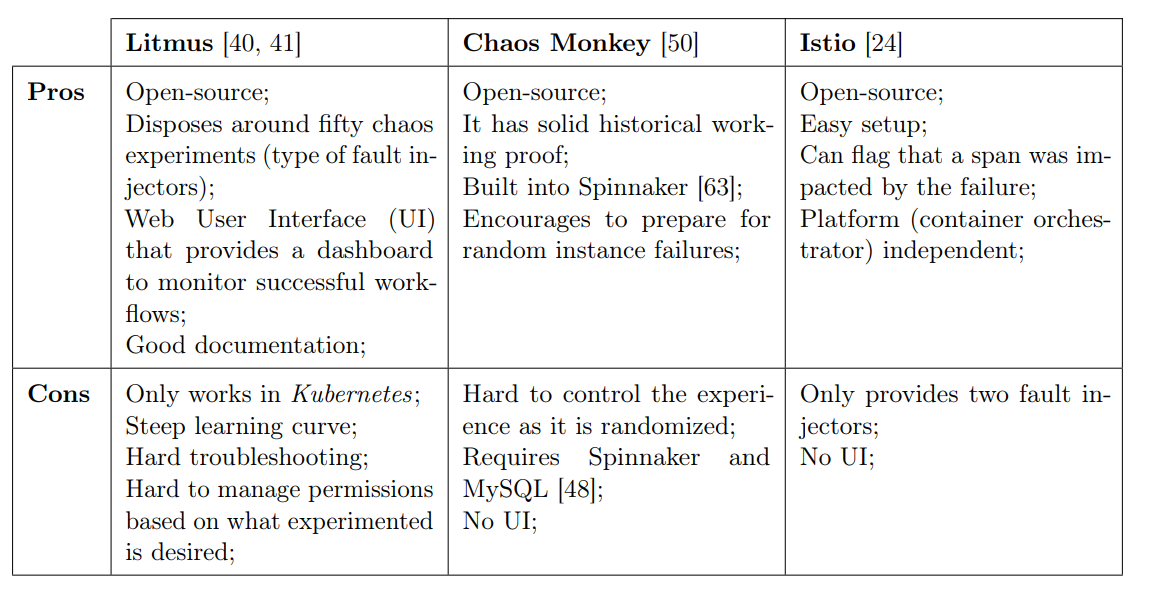 Litmus [40, 41]
Chaos Monkey [50]
Istio [24]
Pros
Open-source;
Disposes around fifty chaos
experiments (type of fault in-
jectors);
Web User Interface (UI)
that provides a dashboard
to monitor successful work-
flows;
Good documentation;
Open-source;
It has solid historical work-
ing proof;
Built into Spinnaker [63];
Encourages to prepare for
random instance failures;
Open-source;
Easy setup;
Can flag that a span was im-
pacted by the failure;
Platform (container orches-
trator) independent;
Cons
Only works in Kubernetes;
Steep learning curve;
Hard troubleshooting;
Hard to manage permissions
based on what experimented
is desired;
Hard to control the experi-
ence as it is randomized;
Requires Spinnaker and
MySQL [48];
No UI;
Only provides two fault in-
jectors;
No UI;